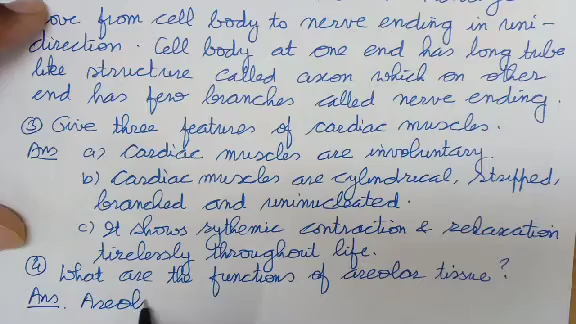 ove from cell body to nerve ending in uni-
direction. Cell body at one end has long tube
like structure called axon which on other
end has few branches called nerve ending.
③ Give three features of cardiac muscles.
Ans a) Cardiac muscles are involuntary.
b) Cardiac muscles are cylindrical, stripped,
branched and uninucleated.
c) It shows rythemic contraction & relaxation
tirelessly throughout life.
④ What are the functions of areolar tissue?
Ans. Areol